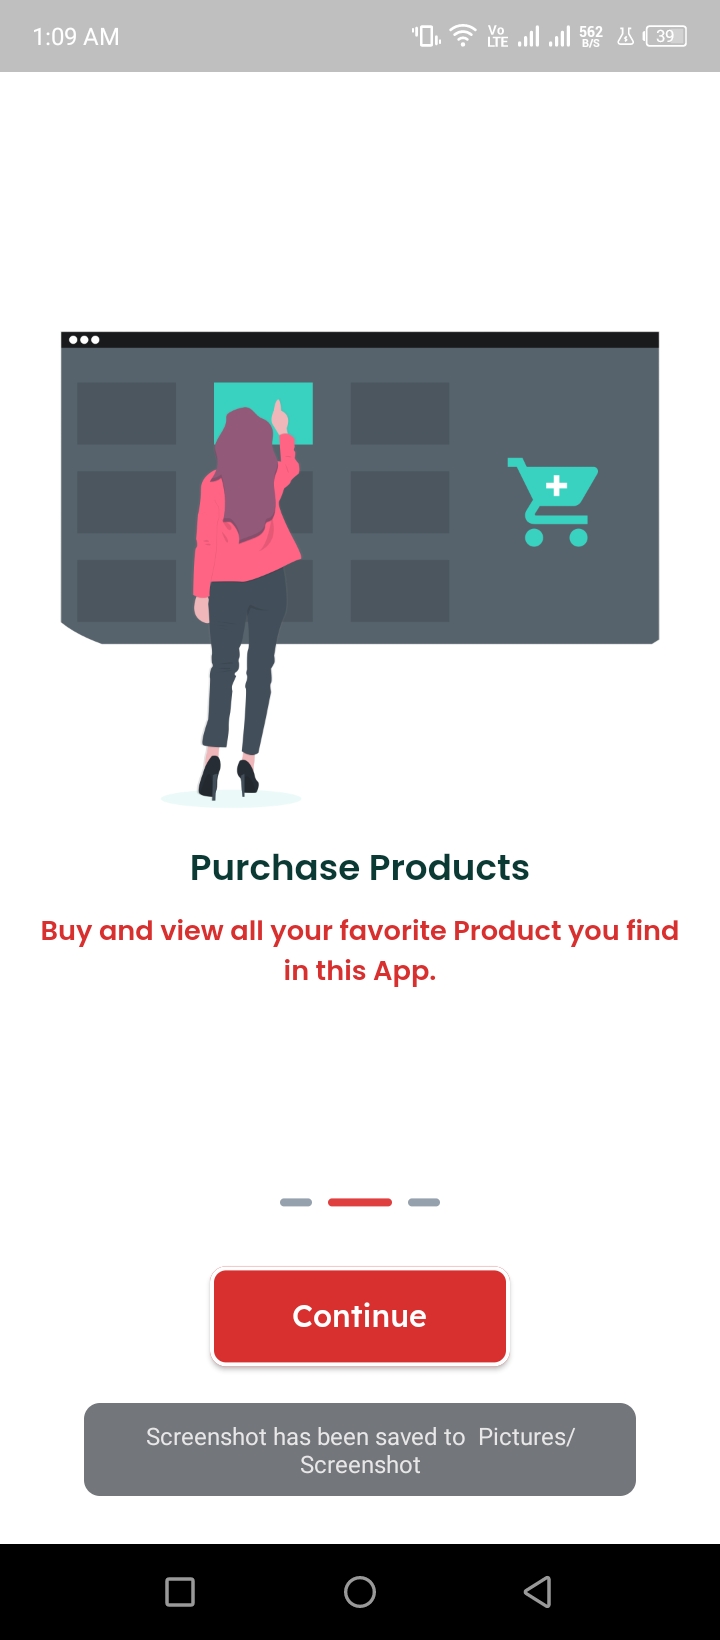 1:09 AM
Vo
LTE
562
B/S
39
Purchase Products
Buy and view all your favorite Product you find
in this App.
Continue
Screenshot has been saved to  Pictures/
Screenshot